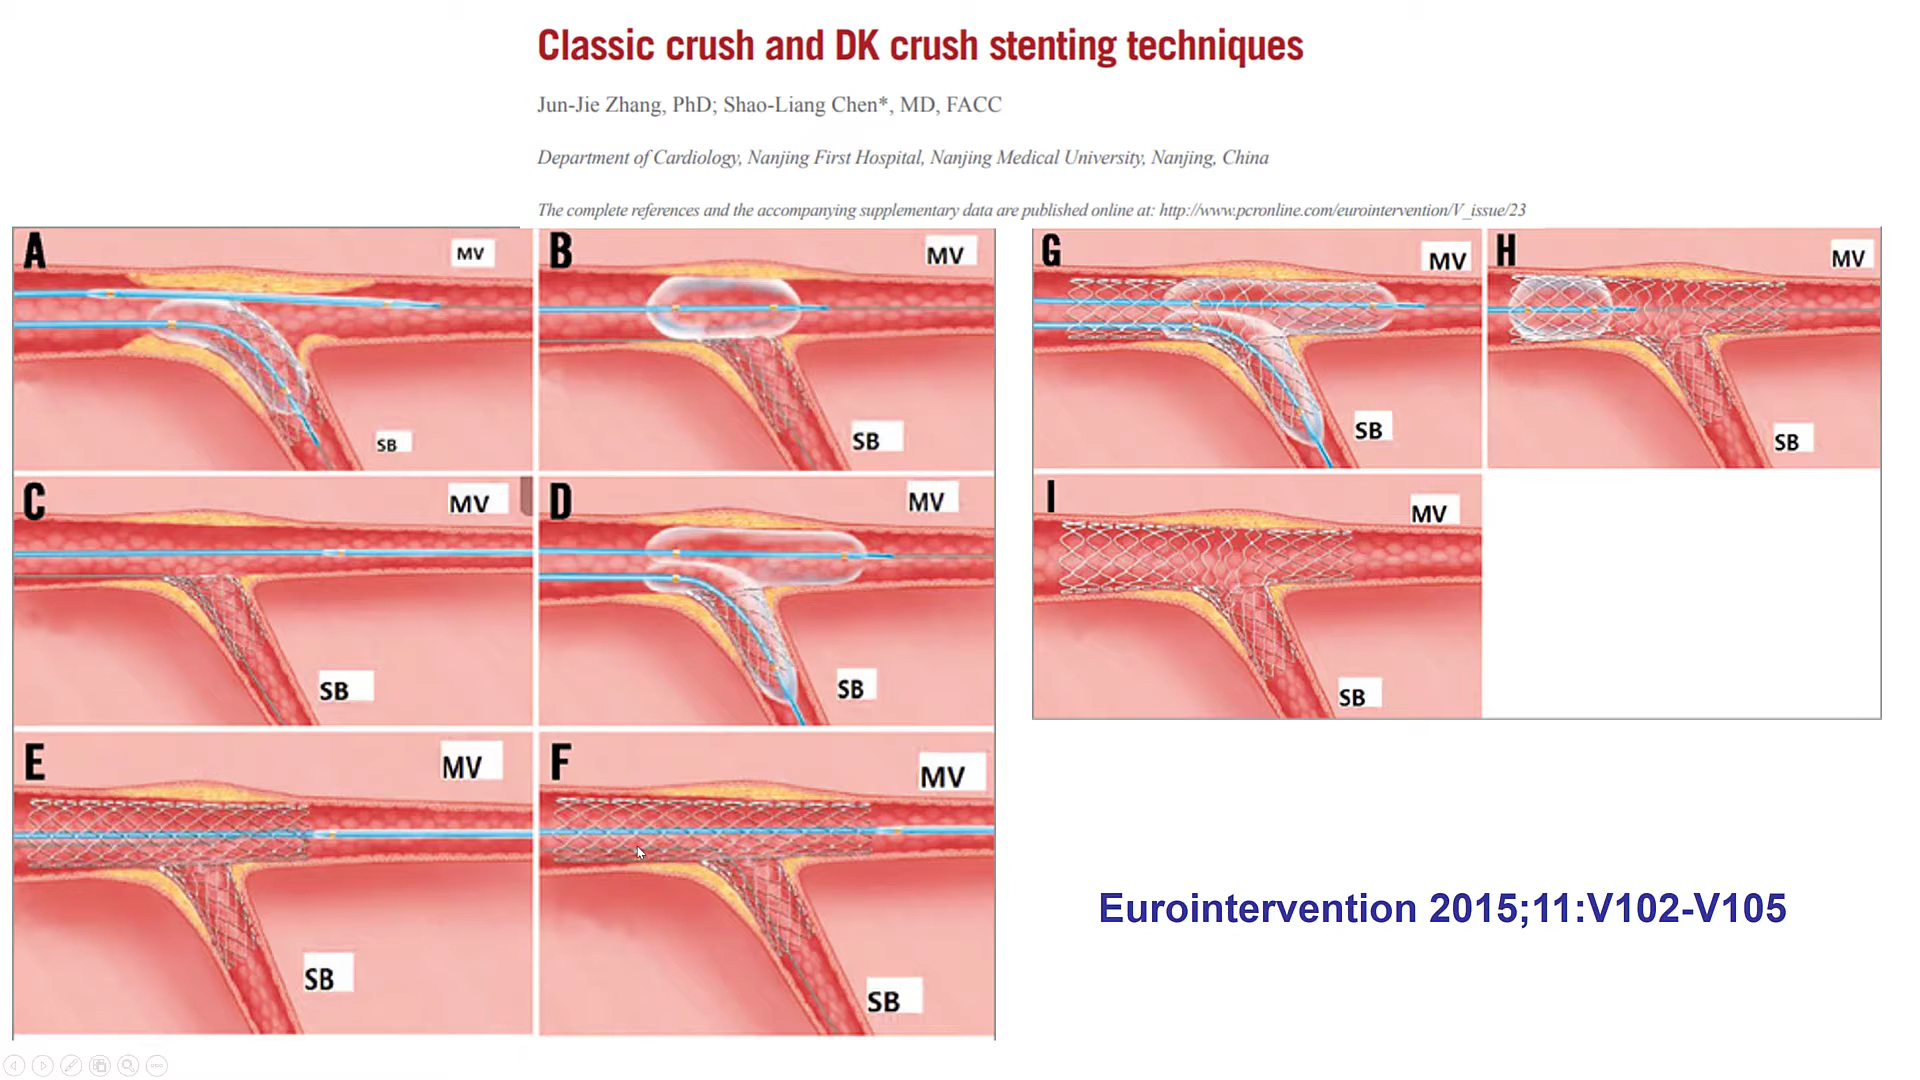 Classic crush and DK crush stenting techniques
Jun-Jie Zhang, PhD; Shao-Liang Chen*, MD, FACC
Department of Cardiology, Nanjing First Hospital, Nanjing Medical University, Nanjing, China
The complete references and the accompanying supplementary data are published online at: http://www.pcronline.com/eurointervention/V_issue/23
A
MV
SB
B
MV
SB
C
MV
SB
D
MV
SB
E
MV
SB
F
MV
SB
G
MV
SB
H
MV
SB
I
MV
SB
Eurointervention 2015;11:V102-V105